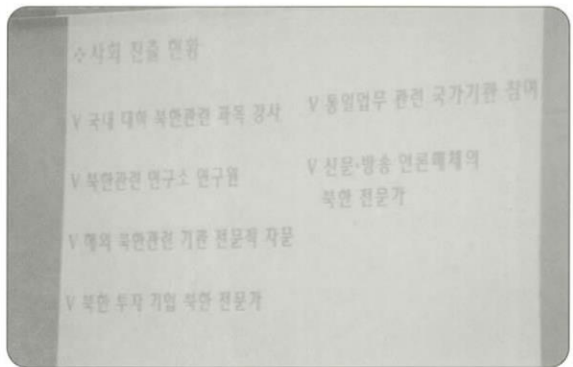 ◇사회 진출 현황
V 국내 대학 북한관련 과목 강사
V 북한관련 연구소 연구원
V 해외 북한관련 기관 전문직 자문
V 북한 투자 기업 북한 전문가
V 통일업무 관련 국가기관 참여
V 신문·방송 언론매체의
북한 전문가